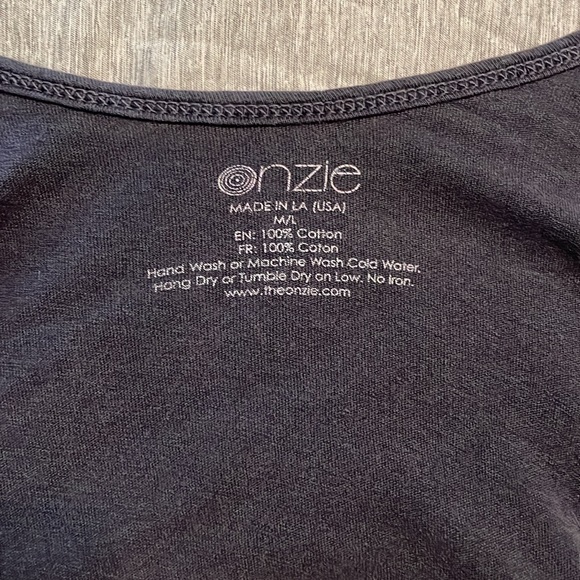 onzie
MADE IN LA (USA)
M/L
EN: 100% Cotton
FR: 100% Coton
Hand Wash or Machine Wash Cold Water.
Hang Dry or Tumble Dry on Low. No Iron.
www.theonzie.com